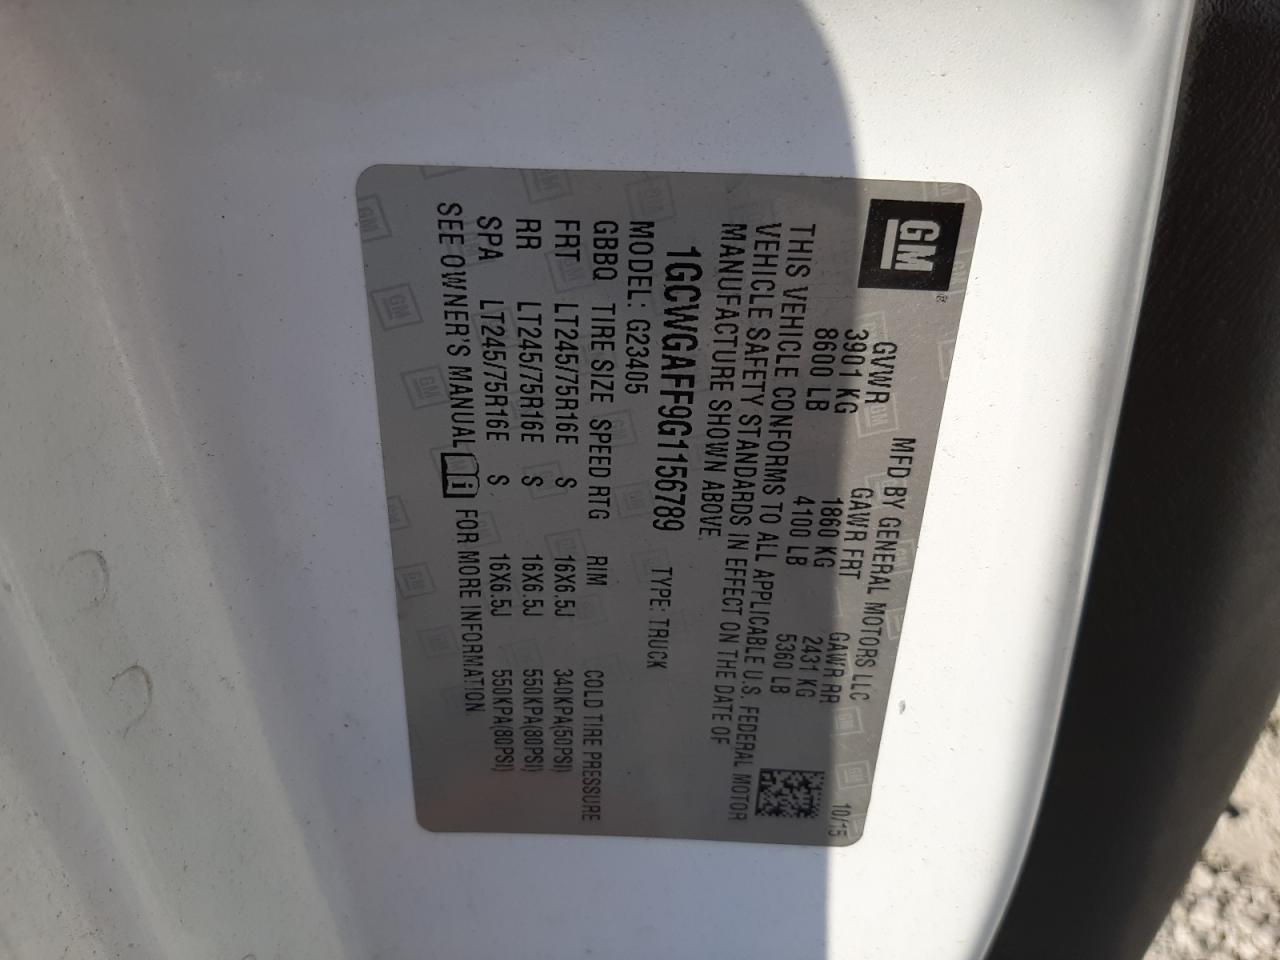 GM
MFD BY GENERAL MOTORS LLC 10/15
GVWR GAWR FRT GAWR RR
3901 KG 1860 KG 2431 KG
8600 LB 4100 LB 5360 LB
THIS VEHICLE CONFORMS TO ALL APPLICABLE U.S. FEDERAL MOTOR
VEHICLE SAFETY STANDARDS IN EFFECT ON THE DATE OF
MANUFACTURE SHOWN ABOVE.
1GCWGAFF9G1156789 TYPE: TRUCK
MODEL: G23405
GBBQ TIRE SIZE SPEED RTG RIM COLD TIRE PRESSURE
FRT LT245/75R16E S 16X6.5J 340KPA(50PSI)
RR LT245/75R16E S 16X6.5J 550KPA(80PSI)
SPA LT245/75R16E S 16X6.5J 550KPA(80PSI)
SEE OWNER'S MANUAL i FOR MORE INFORMATION.